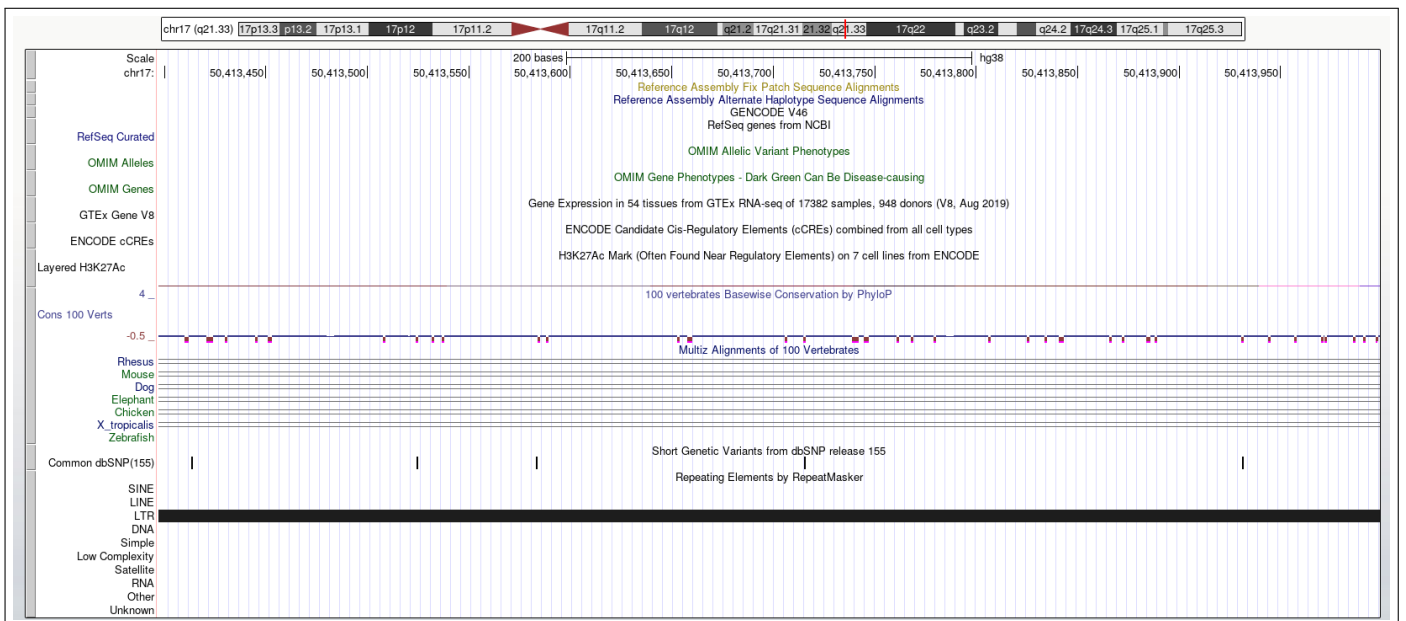 chr17 (q21.33) 17p13.3 p13.2 17p13.1 17p12 17p11.2 17q11.2 17q12 q21.2 17q21.31 21.32 q21.33 17q22 q23.2 q24.2 17q24.3 17q25.1 17q25.3
Scale 200 bases hg38
chr17: 50,413,450 50,413,500 50,413,550 50,413,600 50,413,650 50,413,700 50,413,750 50,413,800 50,413,850 50,413,900 50,413,950
Reference Assembly Fix Patch Sequence Alignments
Reference Assembly Alternate Haplotype Sequence Alignments
GENCODE V46
RefSeq genes from NCBI
RefSeq Curated
OMIM Allelic Variant Phenotypes
OMIM Alleles
OMIM Gene Phenotypes - Dark Green Can Be Disease-causing
OMIM Genes
Gene Expression in 54 tissues from GTEx RNA-seq of 17382 samples, 948 donors (V8, Aug 2019)
GTEx Gene V8
ENCODE Candidate Cis-Regulatory Elements (cCREs) combined from all cell types
ENCODE cCREs
H3K27Ac Mark (Often Found Near Regulatory Elements) on 7 cell lines from ENCODE
Layered H3K27Ac
4 _ 100 vertebrates Basewise Conservation by PhyloP
Cons 100 Verts
-0.5 _
Multiz Alignments of 100 Vertebrates
Rhesus
Mouse
Dog
Elephant
Chicken
X_tropicalis
Zebrafish
Short Genetic Variants from dbSNP release 155
Common dbSNP(155)
Repeating Elements by RepeatMasker
SINE
LINE
LTR
DNA
Simple
Low Complexity
Satellite
RNA
Other
Unknown